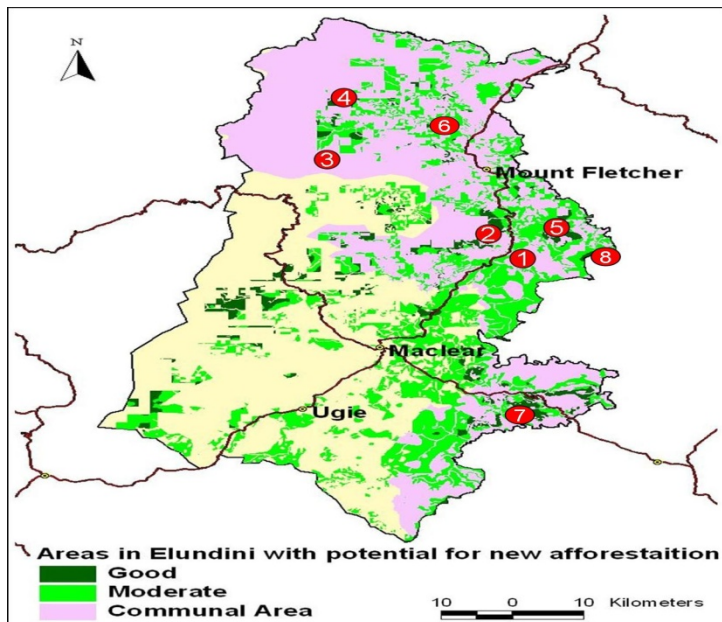 N
4
6
3
Mount Fletcher
2
5
1
8
Maclear
Ugie
7
Areas in Elundini with potential for new afforestaition
Good
Moderate
Communal Area
10 0 10 Kilometers